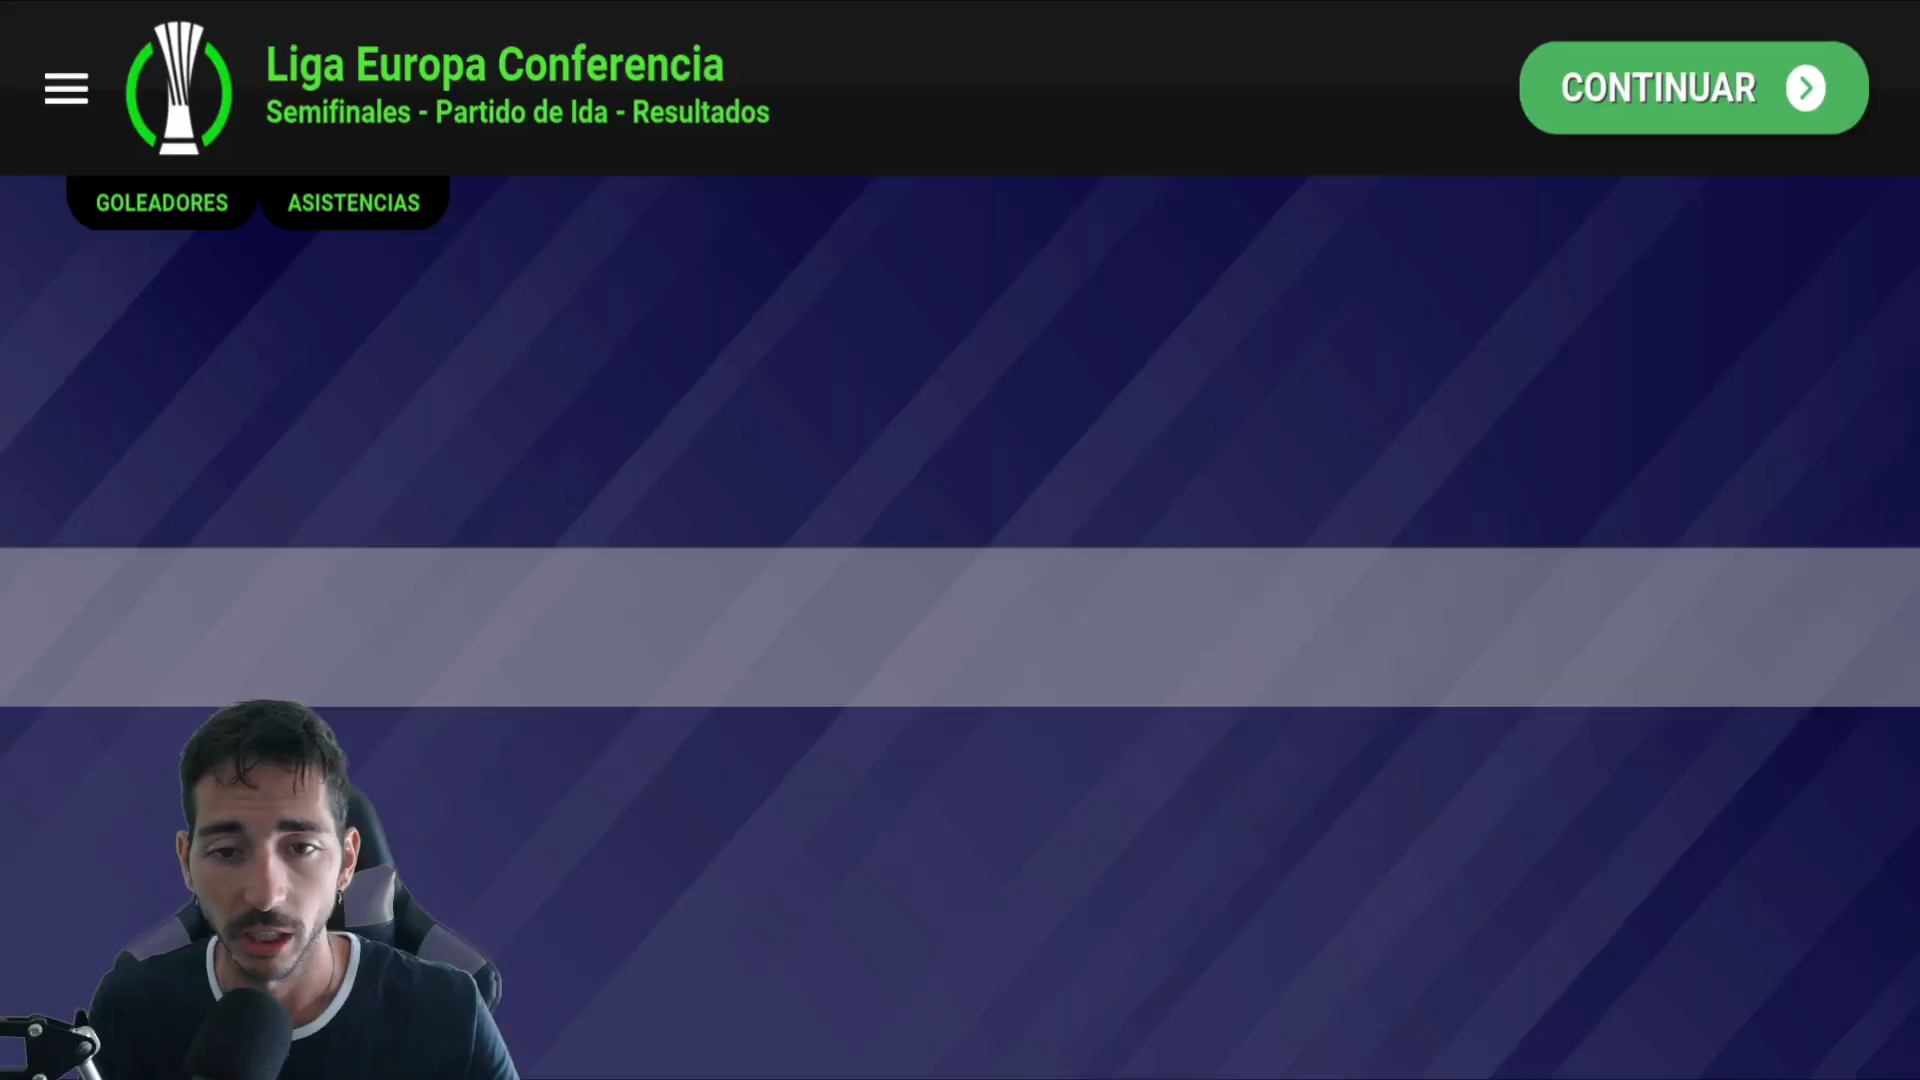 Liga Europa Conferencia
Semifinales - Partido de Ida - Resultados
CONTINUAR
GOLEADORES
ASISTENCIAS